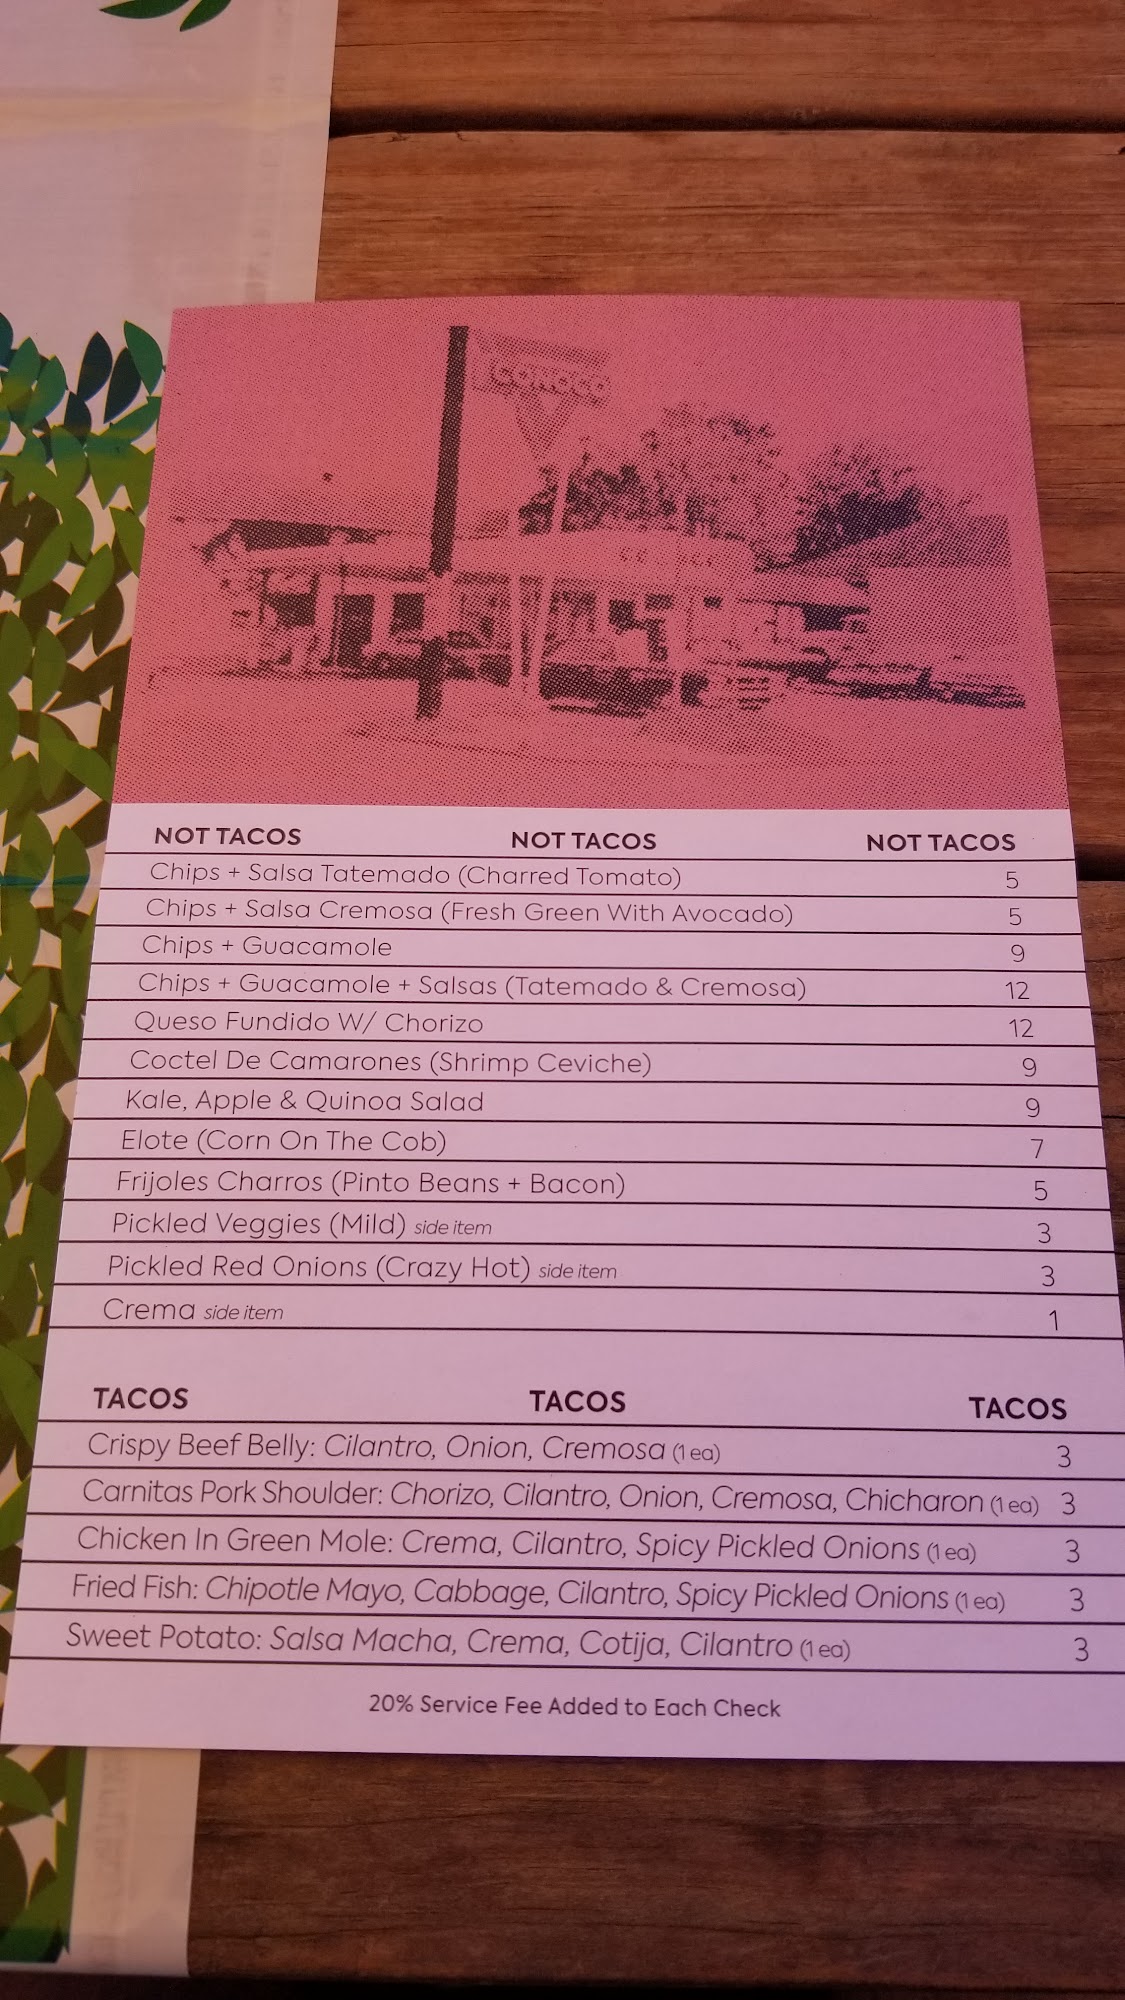 CONOCO
NOT TACOS NOT TACOS NOT TACOS
Chips + Salsa Tatemado (Charred Tomato) 5
Chips + Salsa Cremosa (Fresh Green With Avocado) 5
Chips + Guacamole 9
Chips + Guacamole + Salsas (Tatemado & Cremosa) 12
Queso Fundido W/ Chorizo 12
Coctel De Camarones (Shrimp Ceviche) 9
Kale, Apple & Quinoa Salad 9
Elote (Corn On The Cob) 7
Frijoles Charros (Pinto Beans + Bacon) 5
Pickled Veggies (Mild) side item 3
Pickled Red Onions (Crazy Hot) side item 3
Crema side item 1
TACOS TACOS TACOS
Crispy Beef Belly: Cilantro, Onion, Cremosa (1 ea) 3
Carnitas Pork Shoulder: Chorizo, Cilantro, Onion, Cremosa, Chicharon (1 ea) 3
Chicken In Green Mole: Crema, Cilantro, Spicy Pickled Onions (1 ea) 3
Fried Fish: Chipotle Mayo, Cabbage, Cilantro, Spicy Pickled Onions (1 ea) 3
Sweet Potato: Salsa Macha, Crema, Cotija, Cilantro (1 ea) 3
20% Service Fee Added to Each Check